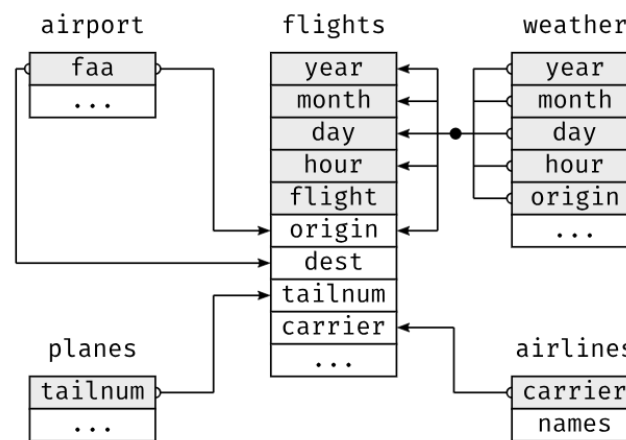 airport
faa
...
flights
year
month
day
hour
flight
origin
dest
tailnum
carrier
...
weather
year
month
day
hour
origin
...
planes
tailnum
...
airlines
carrier
names